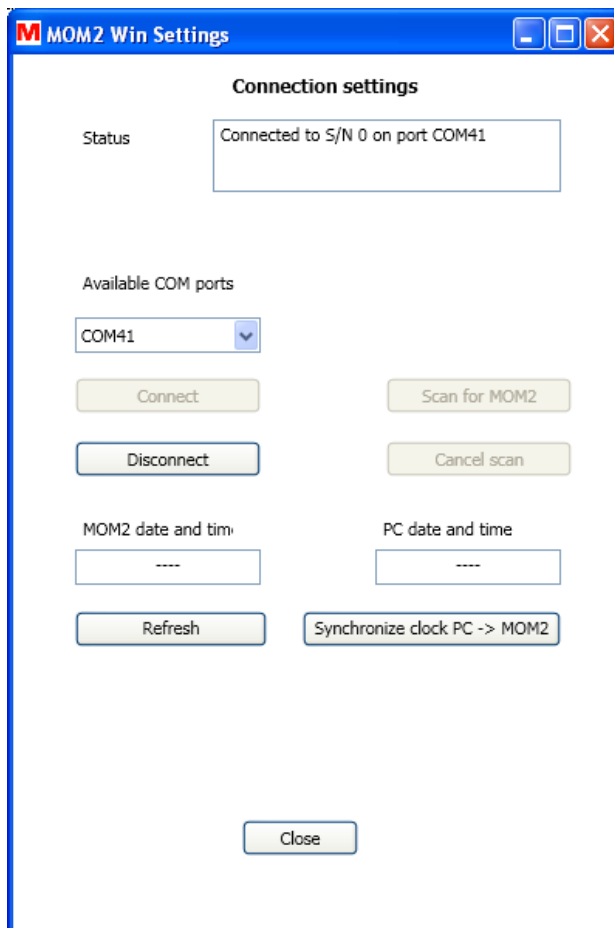 M MOM2 Win Settings
Connection settings
Status
Connected to S/N 0 on port COM41
Available COM ports
COM41
Connect
Scan for MOM2
Disconnect
Cancel scan
MOM2 date and tim
PC date and time
----
----
Refresh
Synchronize clock PC -> MOM2
Close